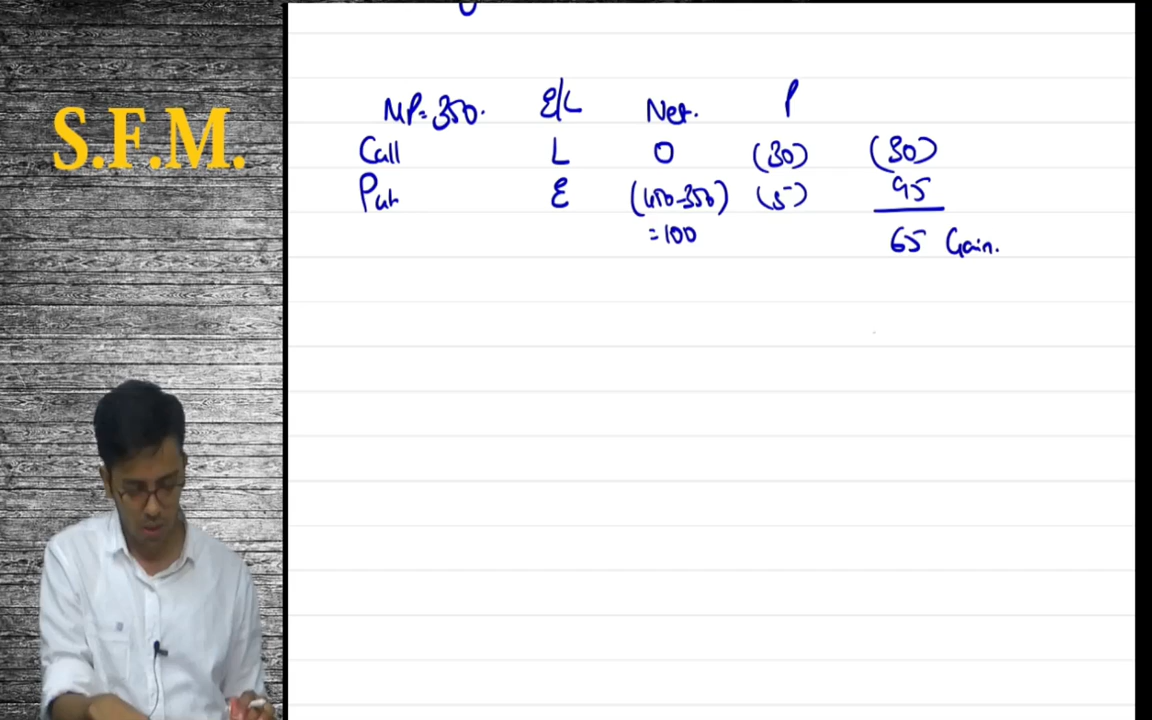 S.F.M.
MP=350. E/L Net. P
Call L 0 (30) (30)
Put E (450-350) (5) 95
=100 65 Gain.